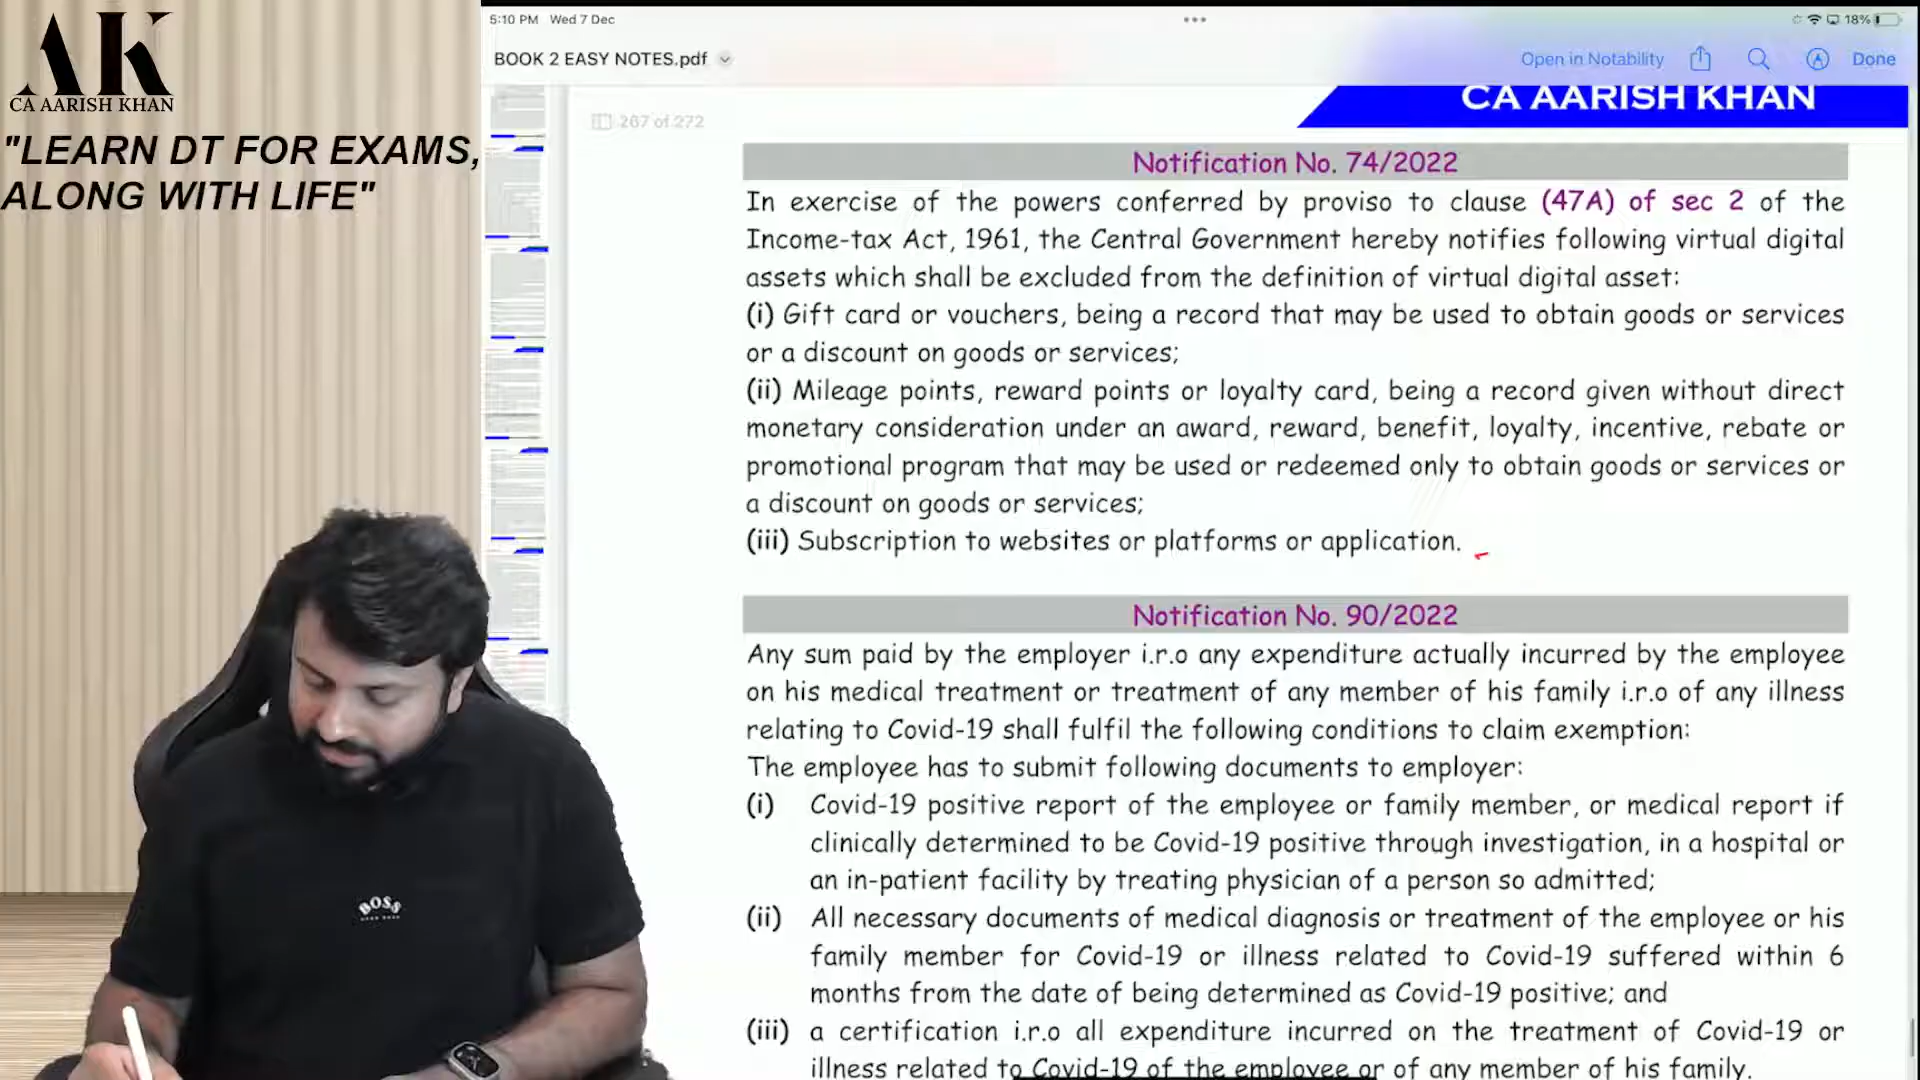 AK
CA AARISH KHAN
"LEARN DT FOR EXAMS,
ALONG WITH LIFE"
BOSS
5:10 PM Wed 7 Dec
18%
BOOK 2 EASY NOTES.pdf
Open in Notability
Done
267 of 272
CA AARISH KHAN
Notification No. 74/2022
In exercise of the powers conferred by proviso to clause (47A) of sec 2 of the
Income-tax Act, 1961, the Central Government hereby notifies following virtual digital
assets which shall be excluded from the definition of virtual digital asset:
(i) Gift card or vouchers, being a record that may be used to obtain goods or services
or a discount on goods or services;
(ii) Mileage points, reward points or loyalty card, being a record given without direct
monetary consideration under an award, reward, benefit, loyalty, incentive, rebate or
promotional program that may be used or redeemed only to obtain goods or services or
a discount on goods or services;
(iii) Subscription to websites or platforms or application.
Notification No. 90/2022
Any sum paid by the employer i.r.o any expenditure actually incurred by the employee
on his medical treatment or treatment of any member of his family i.r.o of any illness
relating to Covid-19 shall fulfil the following conditions to claim exemption:
The employee has to submit following documents to employer:
(i) Covid-19 positive report of the employee or family member, or medical report if
clinically determined to be Covid-19 positive through investigation, in a hospital or
an in-patient facility by treating physician of a person so admitted;
(ii) All necessary documents of medical diagnosis or treatment of the employee or his
family member for Covid-19 or illness related to Covid-19 suffered within 6
months from the date of being determined as Covid-19 positive; and
(iii) a certification i.r.o all expenditure incurred on the treatment of Covid-19 or
illness related to Covid-19 of the employee or of any member of his family.